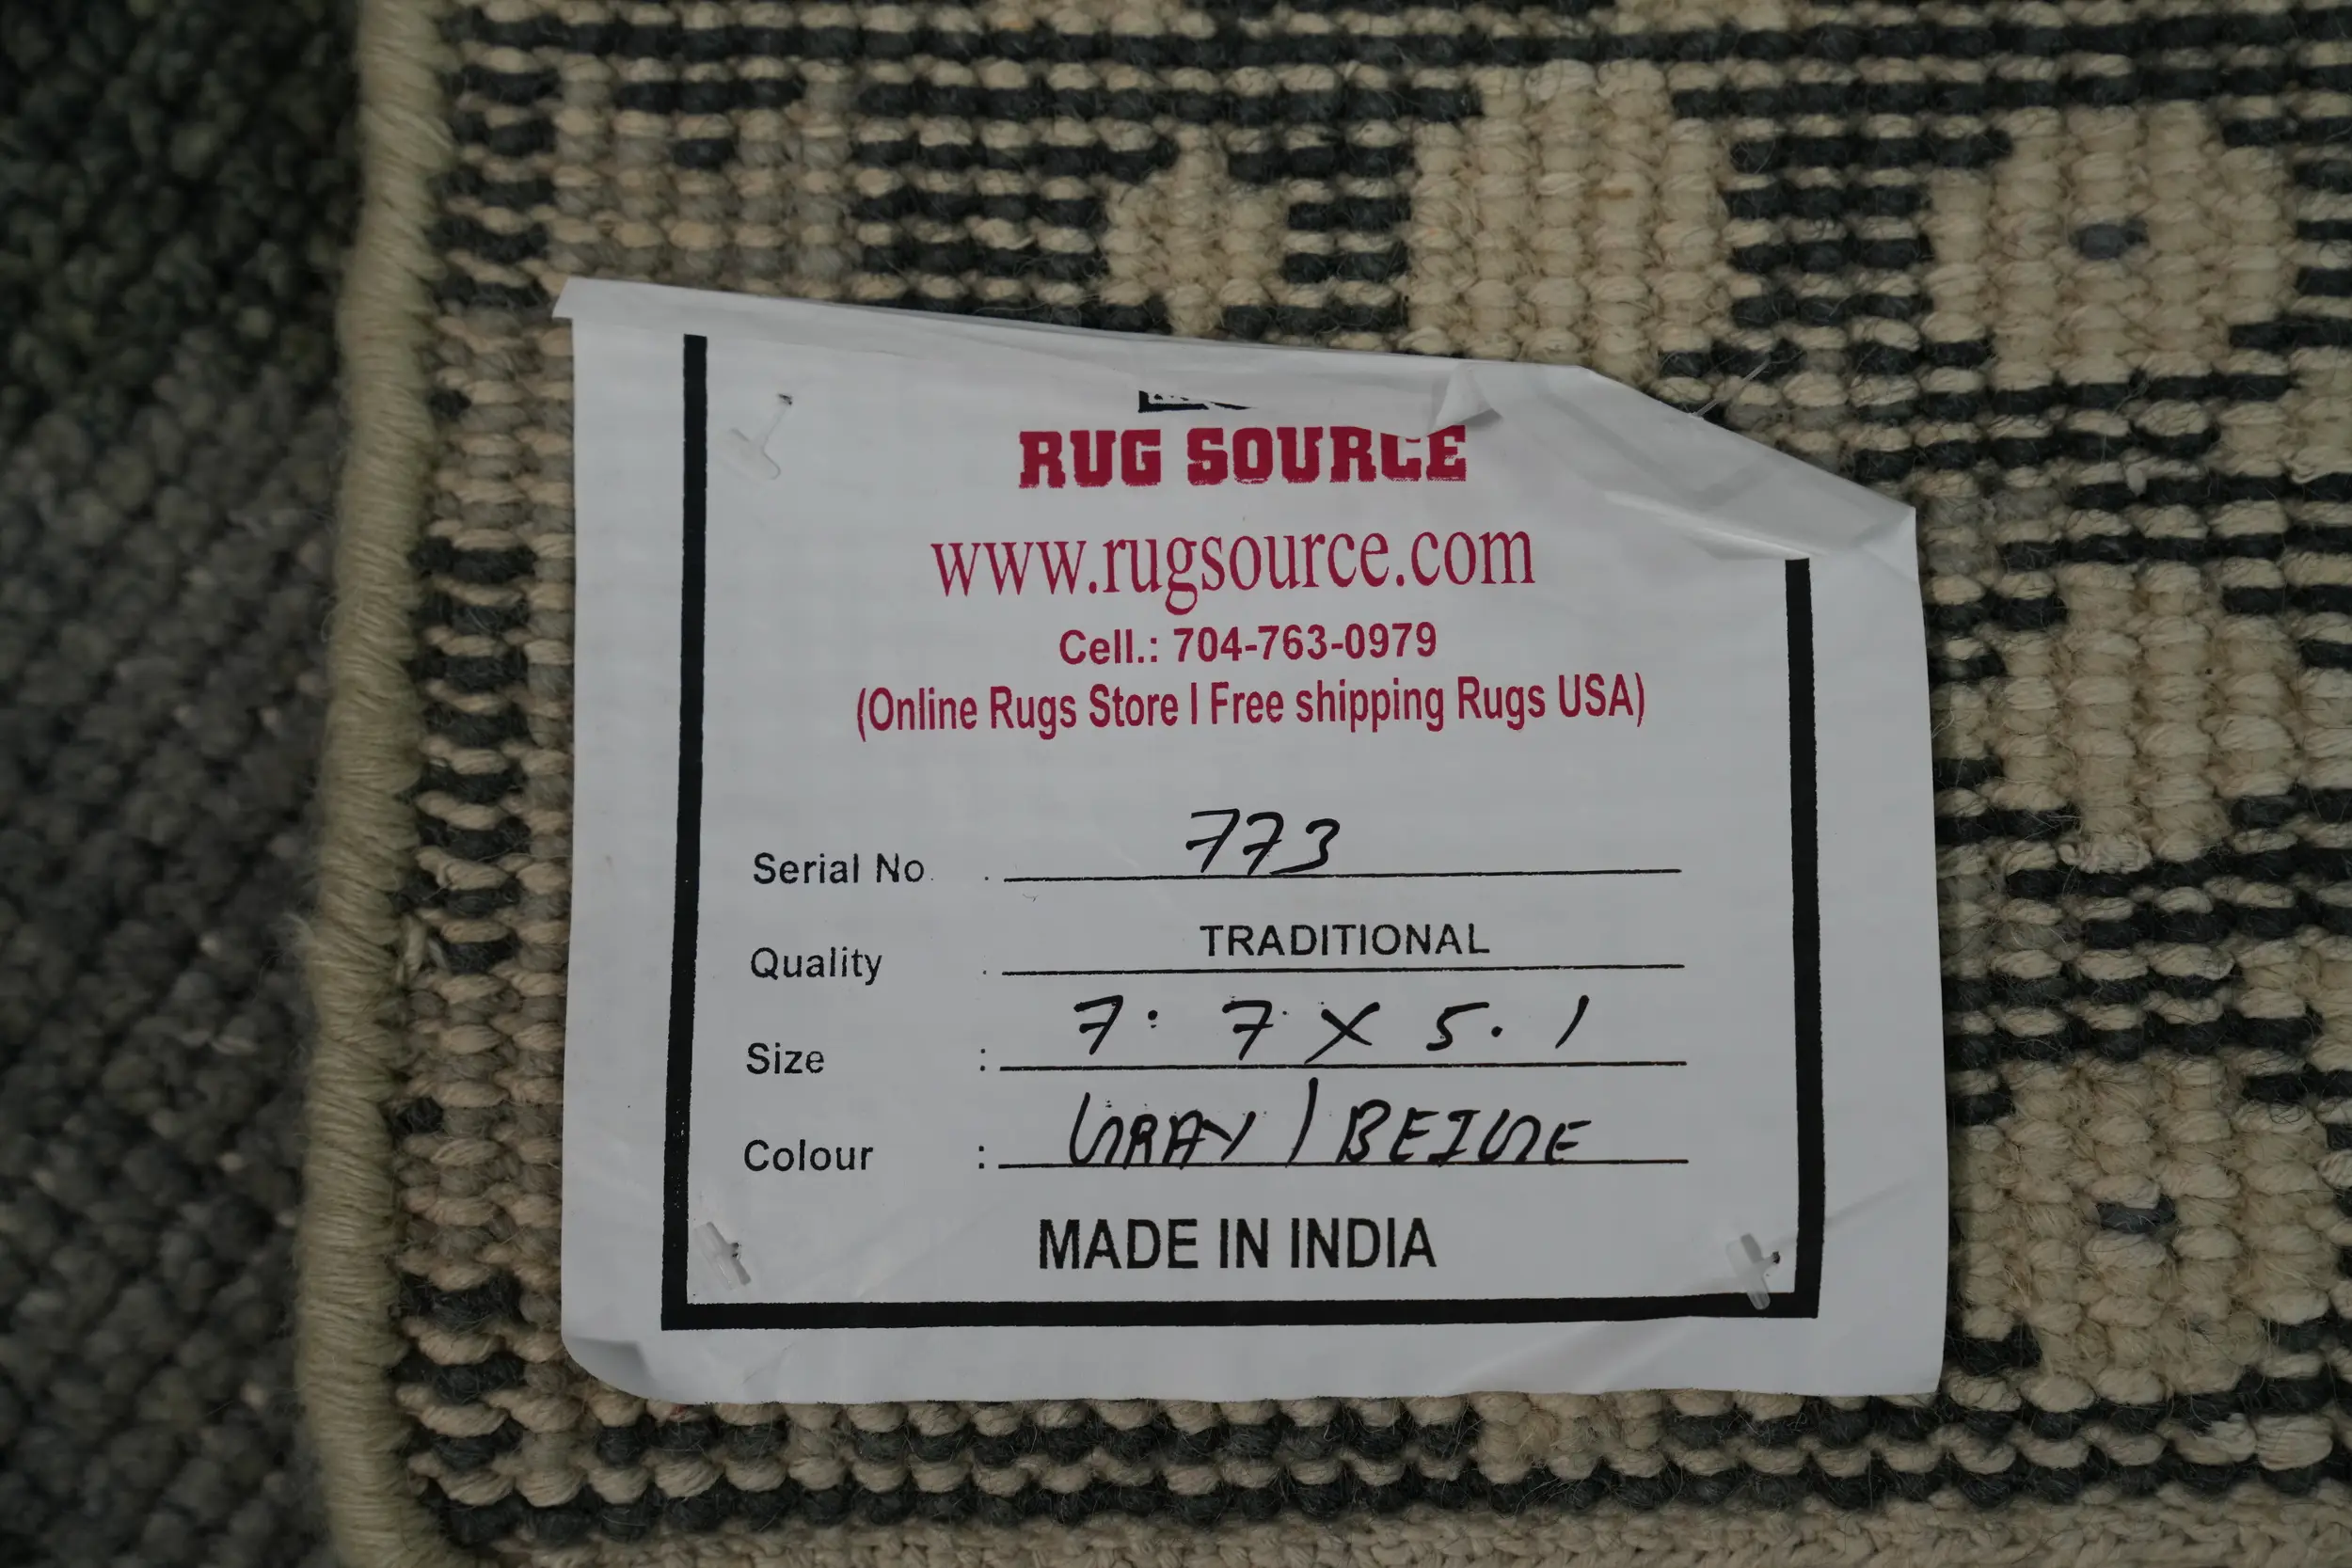 RUG SOURCE
www.rugsource.com
Cell.: 704-763-0979
(Online Rugs Store | Free shipping Rugs USA)
Serial No. 773
Quality . TRADITIONAL
Size : 7. 7 X 5. 1
Colour : GRAY / BEIGE
MADE IN INDIA